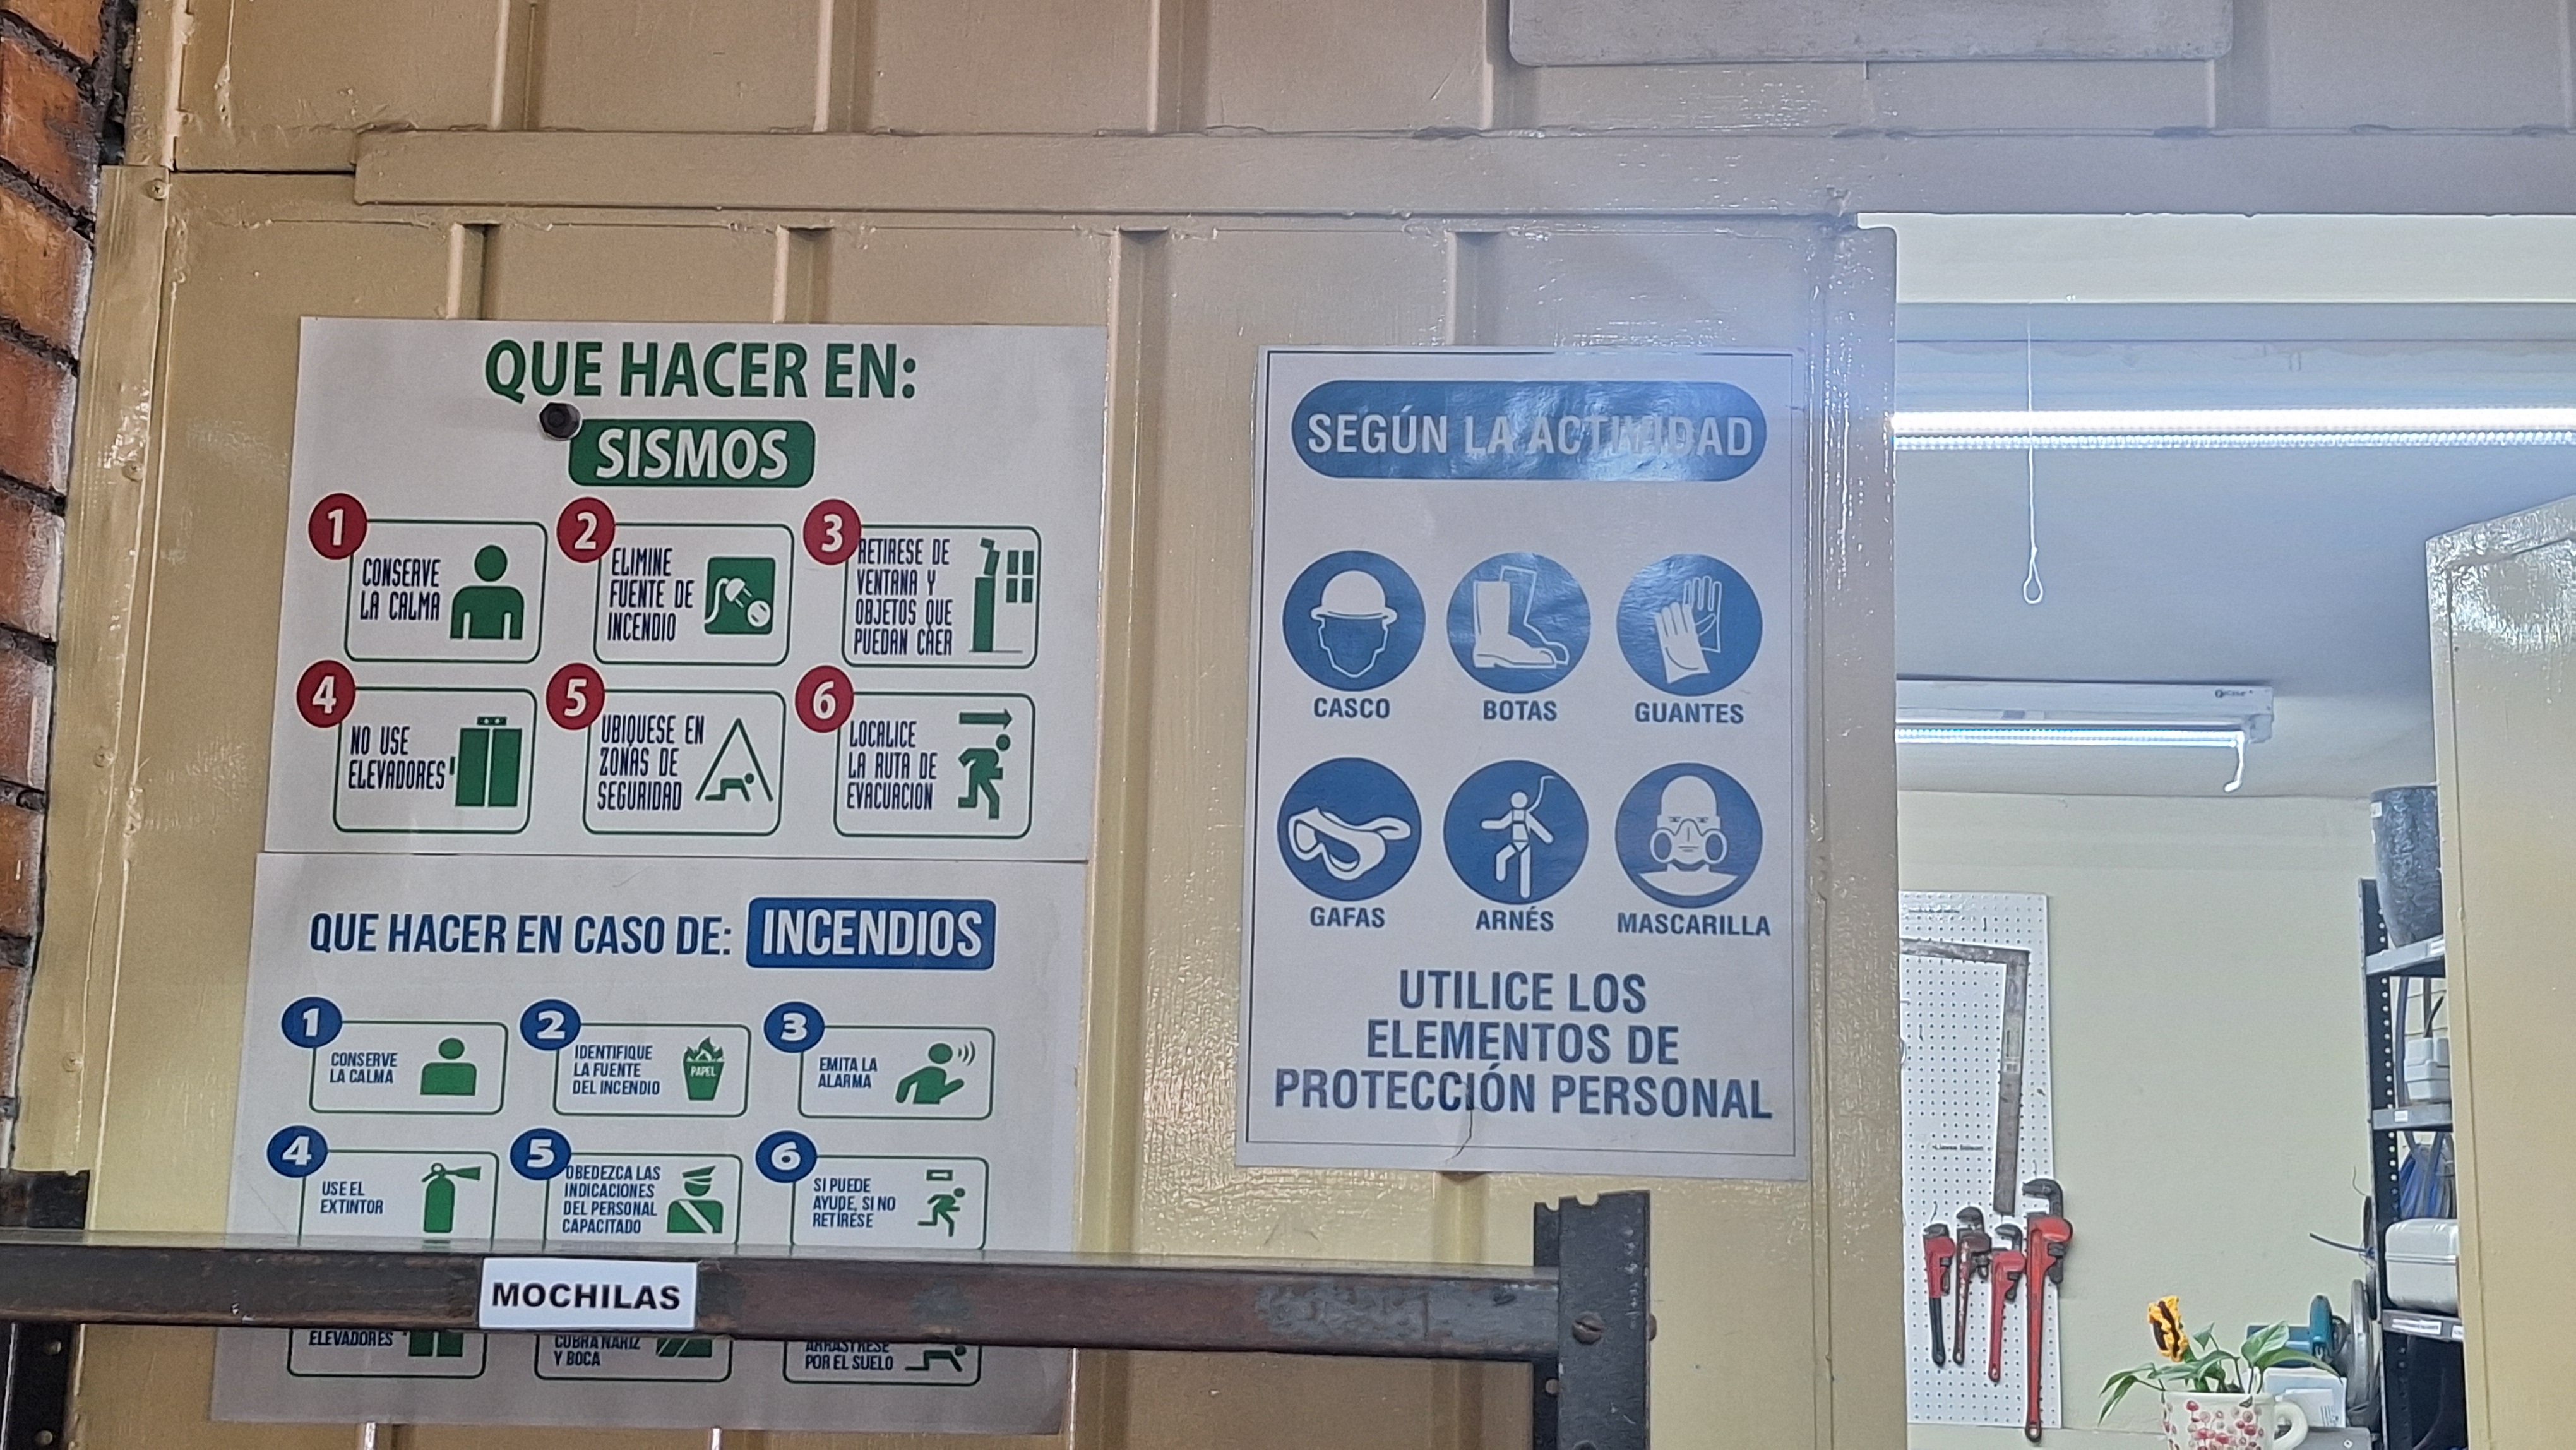 QUE HACER EN:
SISMOS
1
CONSERVE
LA CALMA
2
ELIMINE
FUENTE DE
INCENDIO
3
RETIRESE DE
VENTANA Y
OBJETOS QUE
PUEDAN CAER
4
NO USE
ELEVADORES
5
UBIQUESE EN
ZONAS DE
SEGURIDAD
6
LOCALICE
LA RUTA DE
EVACUACION
QUE HACER EN CASO DE: INCENDIOS
1
CONSERVE
LA CALMA
2
IDENTIFIQUE
LA FUENTE
DEL INCENDIO
PAPEL
3
EMITA LA
ALARMA
4
USE EL
EXTINTOR
5
OBEDEZCA LAS
INDICACIONES
DEL PERSONAL
CAPACITADO
6
SI PUEDE
AYUDE, SI NO
RETÍRESE
MOCHILAS
ELEVADORES
CUBRA NARIZ
Y BOCA
ARRASTRESE
POR EL SUELO
SEGÚN LA ACTIVIDAD
CASCO
BOTAS
GUANTES
GAFAS
ARNÉS
MASCARILLA
UTILICE LOS
ELEMENTOS DE
PROTECCIÓN PERSONAL